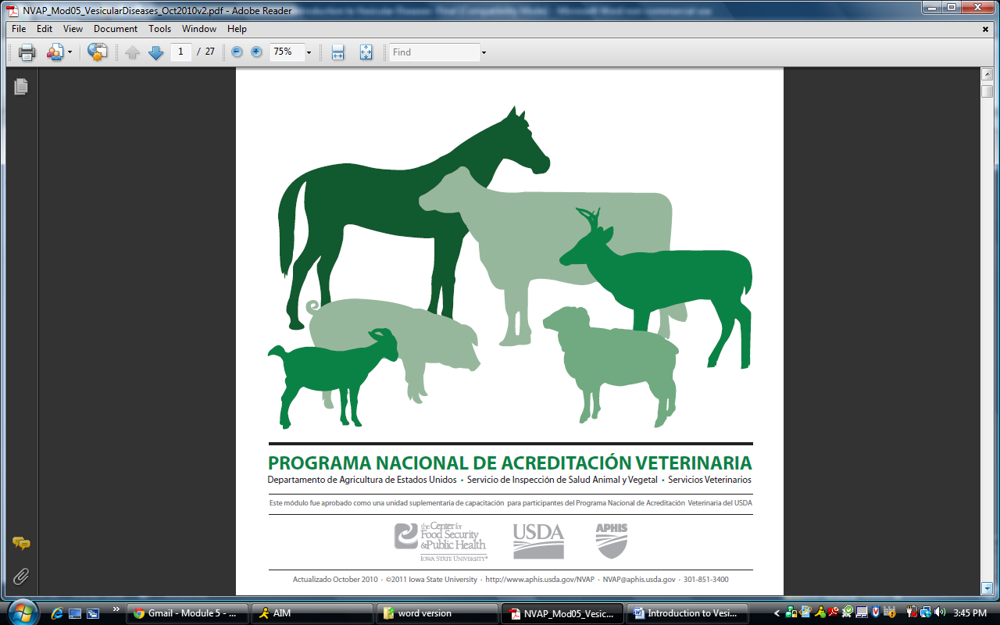 NVAP_Mod05_VesicularDiseases_Oct2010v2.pdf - Adobe Reader
File Edit View Document Tools Window Help
1 / 27 75% Find
PROGRAMA NACIONAL DE ACREDITACIÓN VETERINARIA
Departamento de Agricultura de Estados Unidos • Servicio de Inspección de Salud Animal y Vegetal • Servicios Veterinarios
Este módulo fue aprobado como una unidad suplementaria de capacitación para participantes del Programa Nacional de Acreditación Veterinaria del USDA
the Center for
Food Security
&Public Health
IOWA STATE UNIVERSITY®
USDA
APHIS
Actualizado October 2010 · ©2011 Iowa State University · http://www.aphis.usda.gov/NVAP · NVAP@aphis.usda.gov · 301-851-3400
Gmail - Module 5 - ... AIM word version NVAP_Mod05_Vesic... Introduction to Vesi... 3:45 PM